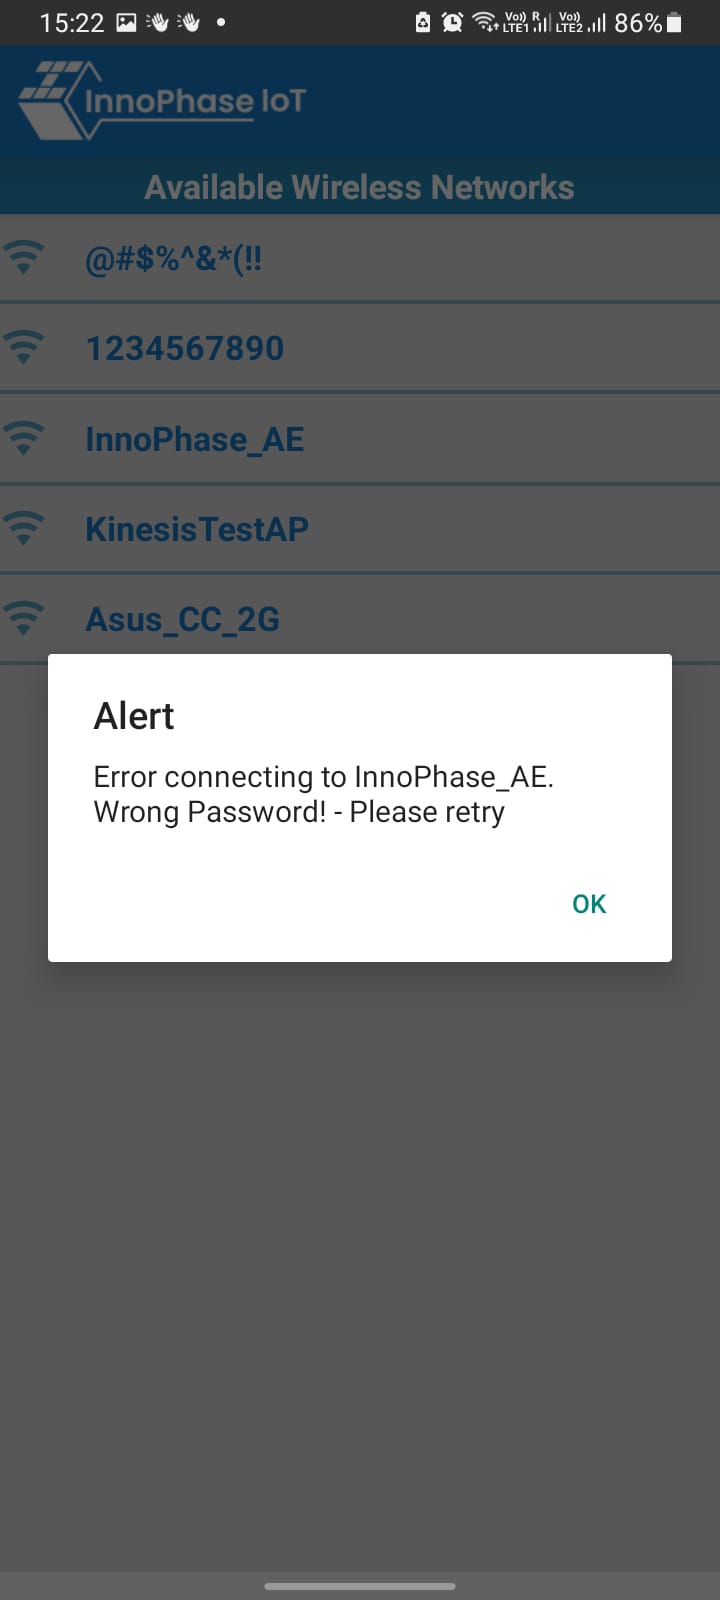 15:22 Vo)) R Vo)) 86%
LTE1 LTE2
InnoPhase IoT
Available Wireless Networks
@#$%^&*(!!
1234567890
InnoPhase_AE
KinesisTestAP
Asus_CC_2G
Alert
Error connecting to InnoPhase_AE.
Wrong Password! - Please retry
OK